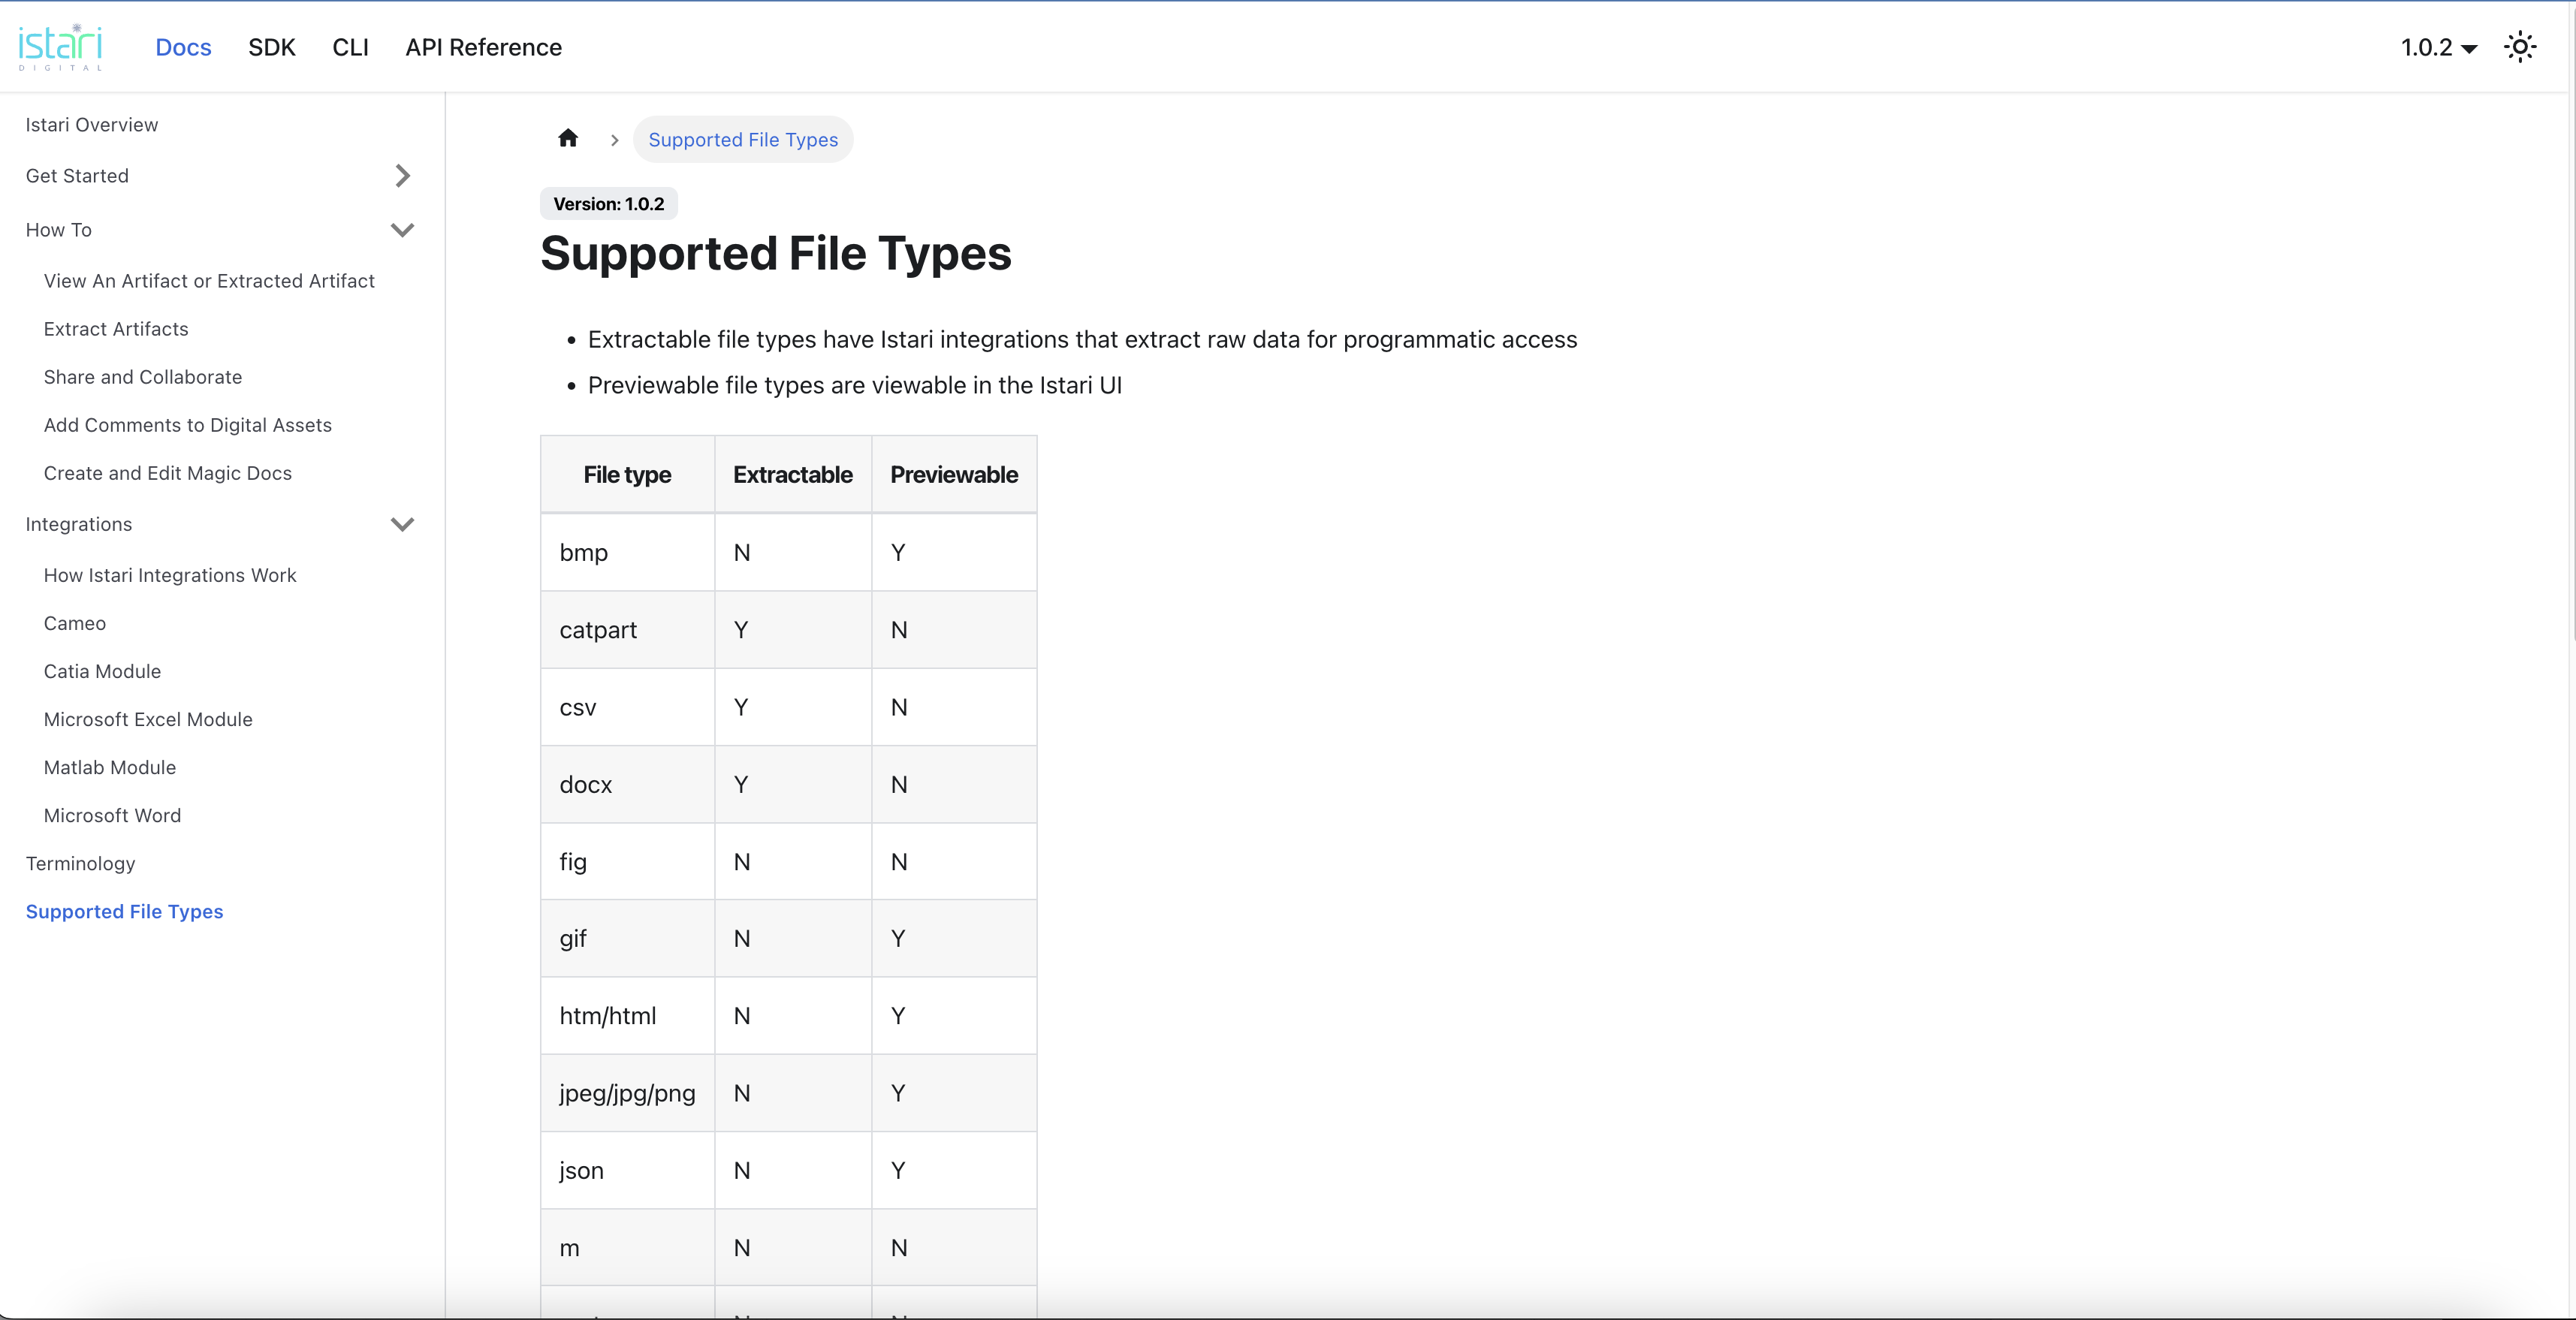 istari
DIGITAL
Docs SDK CLI API Reference
1.0.2
Istari Overview
Get Started
How To
View An Artifact or Extracted Artifact
Extract Artifacts
Share and Collaborate
Add Comments to Digital Assets
Create and Edit Magic Docs
Integrations
How Istari Integrations Work
Cameo
Catia Module
Microsoft Excel Module
Matlab Module
Microsoft Word
Terminology
Supported File Types
Supported File Types
Version: 1.0.2
Supported File Types
Extractable file types have Istari integrations that extract raw data for programmatic access
Previewable file types are viewable in the Istari UI
File type Extractable Previewable
bmp N Y
catpart Y N
csv Y N
docx Y N
fig N N
gif N Y
htm/html N Y
jpeg/jpg/png N Y
json N Y
m N N